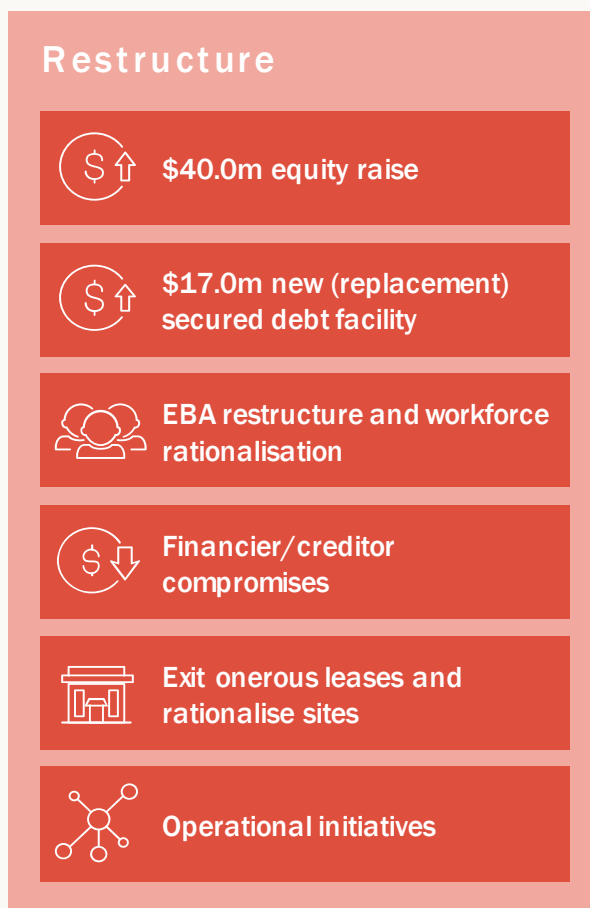 Restructure
$40.0m equity raise
$17.0m new (replacement)
secured debt facility
EBA restructure and workforce
rationalisation
Financier/creditor
compromises
Exit onerous leases and
rationalise sites
Operational initiatives